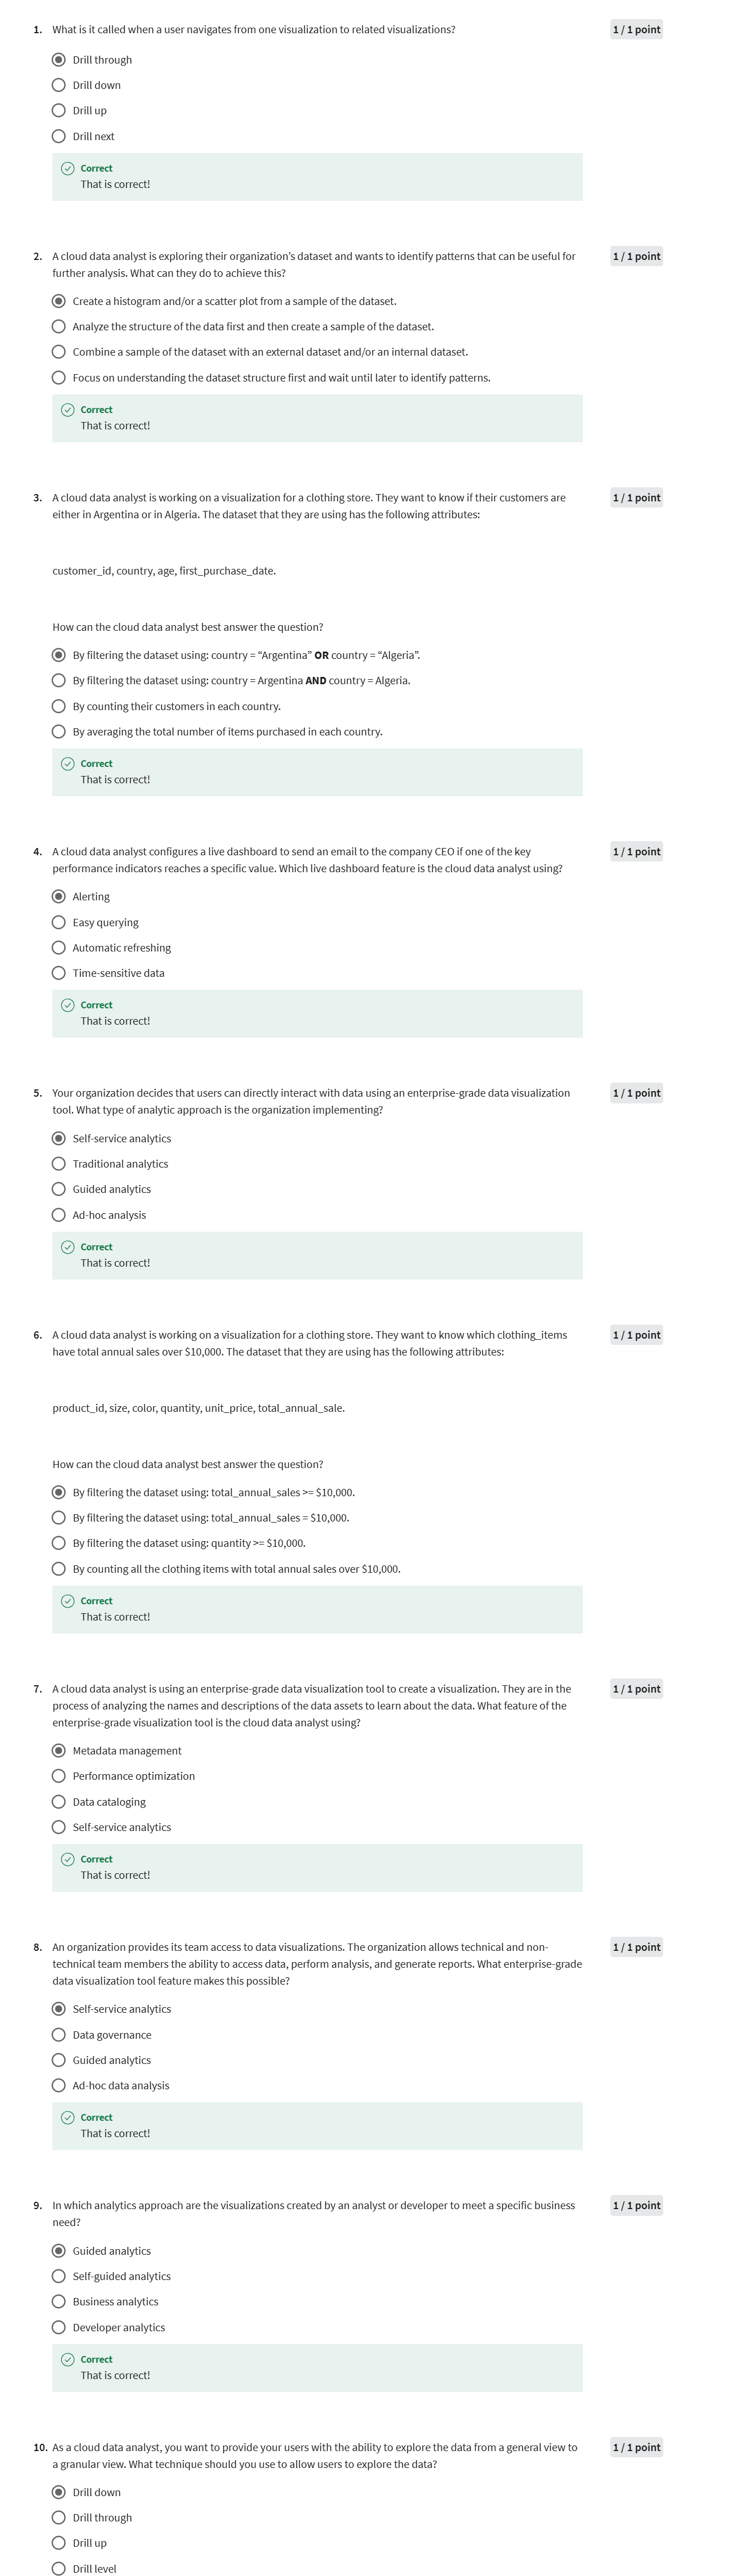 1. What is it called when a user navigates from one visualization to related visualizations?
1 / 1 point
Drill through
Drill down
Drill up
Drill next
Correct
That is correct!
2. A cloud data analyst is exploring their organization's dataset and wants to identify patterns that can be useful for
further analysis. What can they do to achieve this?
1 / 1 point
Create a histogram and/or a scatter plot from a sample of the dataset.
Analyze the structure of the data first and then create a sample of the dataset.
Combine a sample of the dataset with an external dataset and/or an internal dataset.
Focus on understanding the dataset structure first and wait until later to identify patterns.
Correct
That is correct!
3. A cloud data analyst is working on a visualization for a clothing store. They want to know if their customers are
either in Argentina or in Algeria. The dataset that they are using has the following attributes:
1 / 1 point
customer_id, country, age, first_purchase_date.
How can the cloud data analyst best answer the question?
By filtering the dataset using: country = “Argentina” OR country = “Algeria”.
By filtering the dataset using: country = Argentina AND country = Algeria.
By counting their customers in each country.
By averaging the total number of items purchased in each country.
Correct
That is correct!
4. A cloud data analyst configures a live dashboard to send an email to the company CEO if one of the key
performance indicators reaches a specific value. Which live dashboard feature is the cloud data analyst using?
1 / 1 point
Alerting
Easy querying
Automatic refreshing
Time-sensitive data
Correct
That is correct!
5. Your organization decides that users can directly interact with data using an enterprise-grade data visualization
tool. What type of analytic approach is the organization implementing?
1 / 1 point
Self-service analytics
Traditional analytics
Guided analytics
Ad-hoc analysis
Correct
That is correct!
6. A cloud data analyst is working on a visualization for a clothing store. They want to know which clothing_items
have total annual sales over $10,000. The dataset that they are using has the following attributes:
1 / 1 point
product_id, size, color, quantity, unit_price, total_annual_sale.
How can the cloud data analyst best answer the question?
By filtering the dataset using: total_annual_sales >= $10,000.
By filtering the dataset using: total_annual_sales = $10,000.
By filtering the dataset using: quantity >= $10,000.
By counting all the clothing items with total annual sales over $10,000.
Correct
That is correct!
7. A cloud data analyst is using an enterprise-grade data visualization tool to create a visualization. They are in the
process of analyzing the names and descriptions of the data assets to learn about the data. What feature of the
enterprise-grade visualization tool is the cloud data analyst using?
1 / 1 point
Metadata management
Performance optimization
Data cataloging
Self-service analytics
Correct
That is correct!
8. An organization provides its team access to data visualizations. The organization allows technical and non-
technical team members the ability to access data, perform analysis, and generate reports. What enterprise-grade
data visualization tool feature makes this possible?
1 / 1 point
Self-service analytics
Data governance
Guided analytics
Ad-hoc data analysis
Correct
That is correct!
9. In which analytics approach are the visualizations created by an analyst or developer to meet a specific business
need?
1 / 1 point
Guided analytics
Self-guided analytics
Business analytics
Developer analytics
Correct
That is correct!
10. As a cloud data analyst, you want to provide your users with the ability to explore the data from a general view to
a granular view. What technique should you use to allow users to explore the data?
1 / 1 point
Drill down
Drill through
Drill up
Drill level